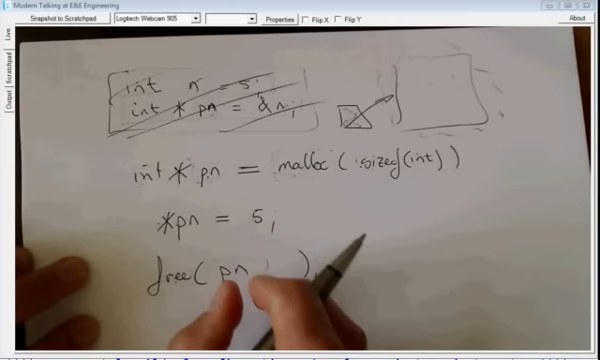 Modern Talking at E&E Engineering
Snapshot to Scratchpad
Logitech Webcam 905
Properties
Flip X
Flip Y
About
Live
Scratchpad
Output
int n = 5;
int * pn = &n;
int * pn = malloc (sizeof(int))
*pn = 5;
free( pn );